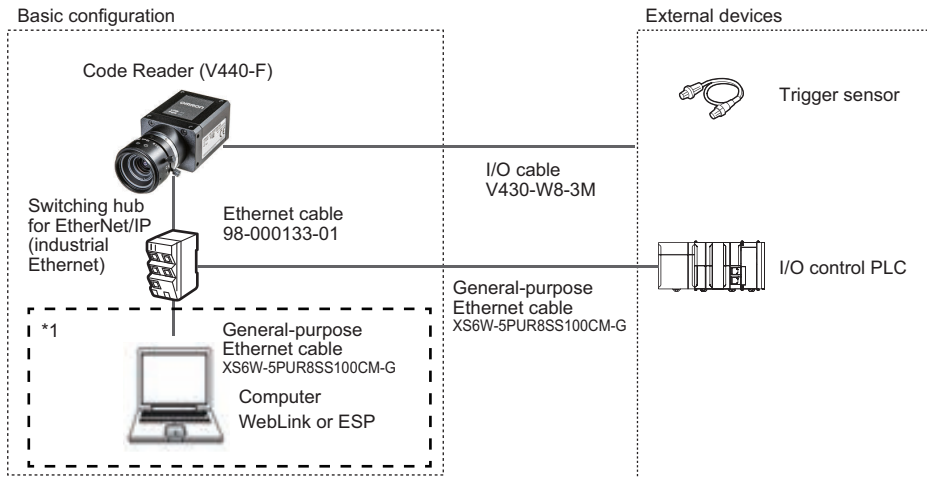 Basic configuration
External devices
Code Reader (V440-F)
OMRON
Trigger sensor
I/O cable
V430-W8-3M
Switching hub
for EtherNet/IP
(industrial
Ethernet)
Ethernet cable
98-000133-01
I/O control PLC
General-purpose
Ethernet cable
XS6W-5PUR8SS100CM-G
*1
General-purpose
Ethernet cable
XS6W-5PUR8SS100CM-G
Computer
WebLink or ESP